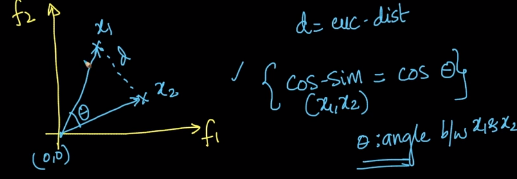 f2
x1
d
x2
θ
f1
(0,0)
d = euc-dist
✓ { cos-sim = cos θ }
(x1, x2)
θ: angle b/w x1 & x2